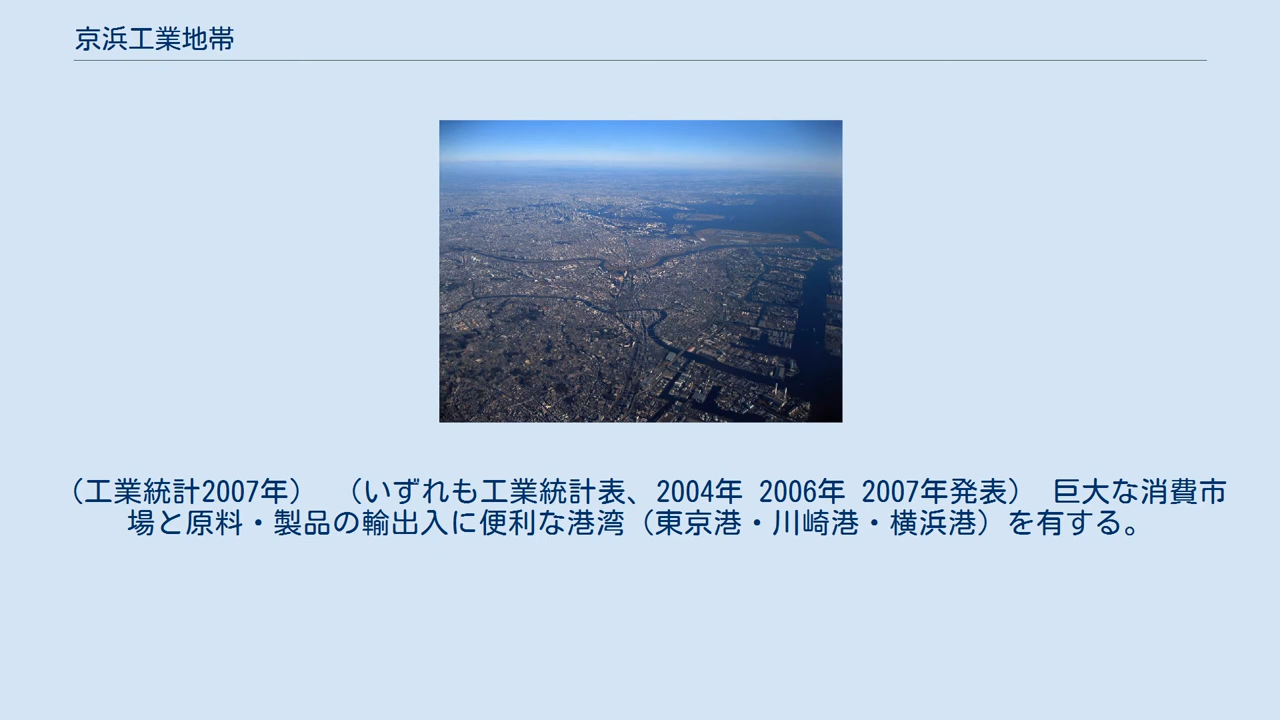 京浜工業地帯
（工業統計2007年） （いずれも工業統計表、2004年 2006年 2007年発表） 巨大な消費市
場と原料・製品の輸出入に便利な港湾（東京港・川崎港・横浜港）を有する。